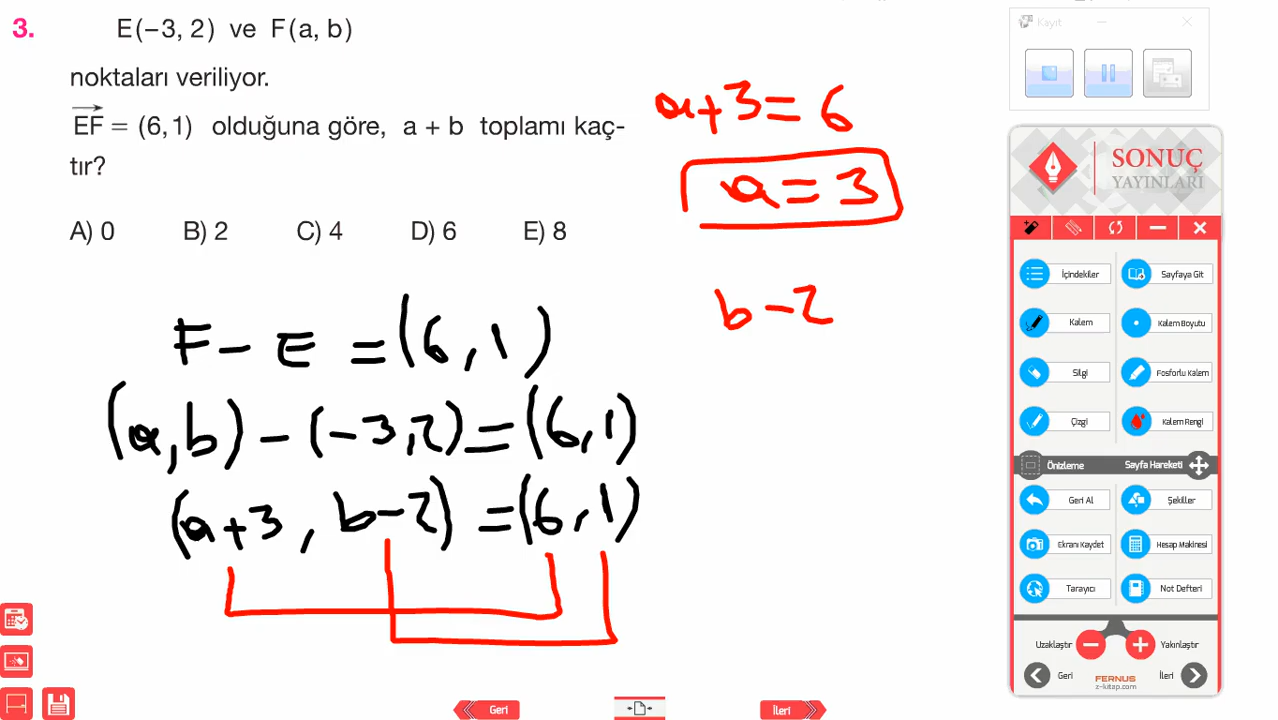 3. E(−3, 2) ve F(a, b)
noktaları veriliyor.
EF = (6, 1) olduğuna göre, a + b toplamı kaç-
tır?
A) 0 B) 2 C) 4 D) 6 E) 8
F − E = (6, 1)
(a, b) − (−3, 2) = (6, 1)
(a + 3, b − 2) = (6, 1)
a + 3 = 6
a = 3
b − 2
Kayıt
SONUÇ
YAYINLARI
İçindekiler Sayfaya Git
Kalem Kalem Boyutu
Silgi Fosforlu Kalem
Çizgi Kalem Rengi
Önizleme Sayfa Hareketi
Geri Al Şekiller
Ekranı Kaydet Hesap Makinesi
Tarayıcı Not Defteri
Uzaklaştır Yakınlaştır
Geri FERNUS İleri
z-kitap.com
Geri İleri